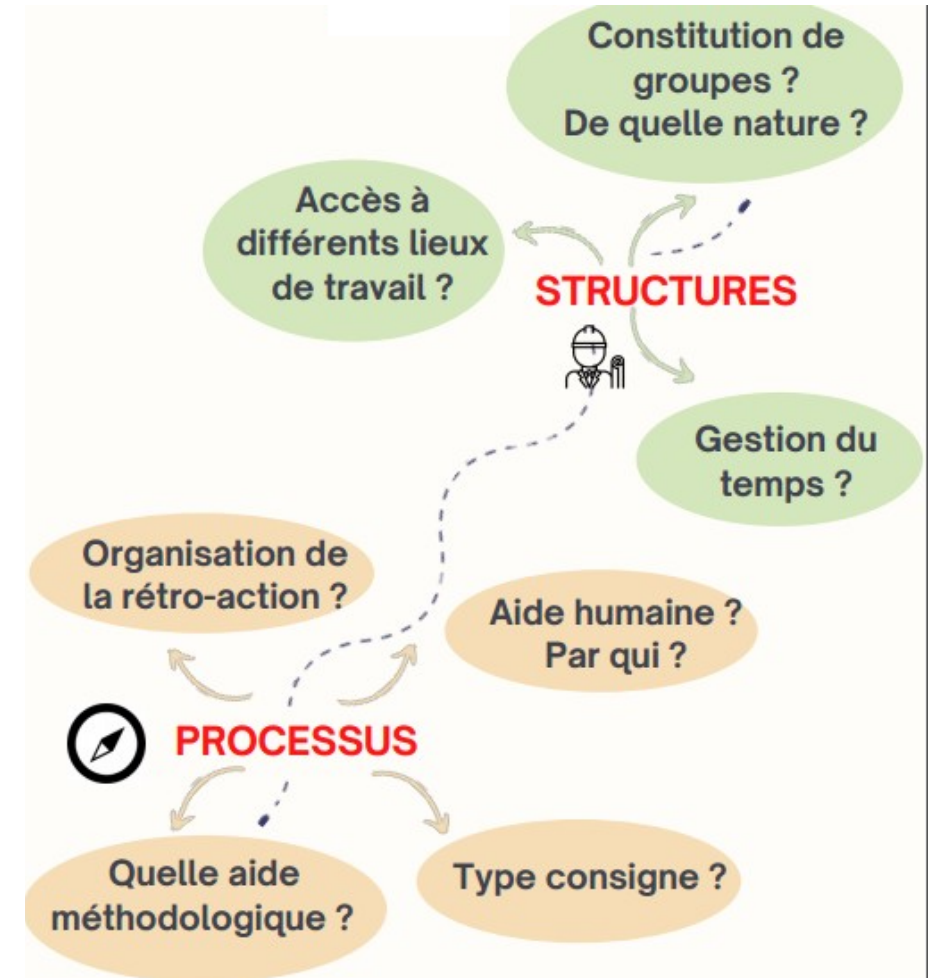 Constitution de
groupes ?
De quelle nature ?
Accès à
différents lieux
de travail ?
STRUCTURES
Gestion du
temps ?
Organisation de
la rétro-action ?
Aide humaine ?
Par qui ?
PROCESSUS
Quelle aide
méthodologique ?
Type consigne ?